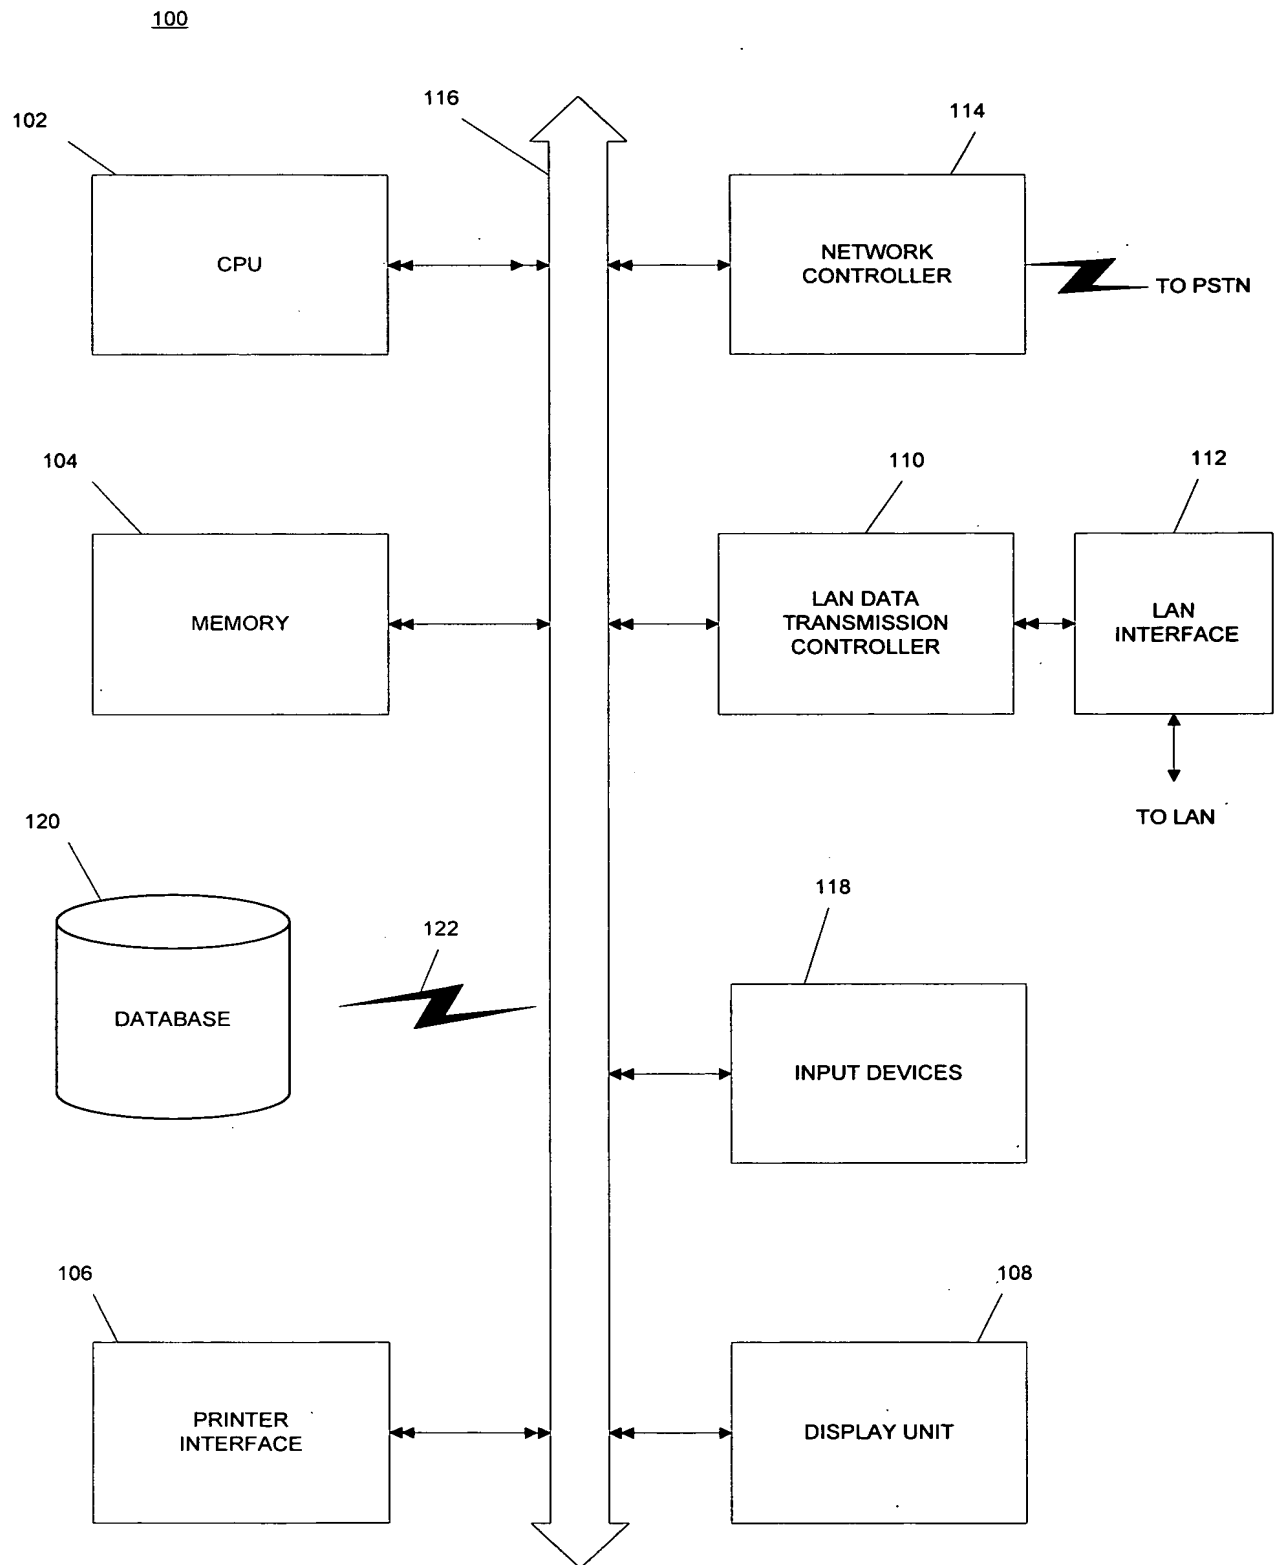 100
116
102
114
CPU
NETWORK
CONTROLLER
TO PSTN
104
110
112
MEMORY
LAN DATA
TRANSMISSION
CONTROLLER
LAN
INTERFACE
TO LAN
120
118
122
DATABASE
INPUT DEVICES
106
108
PRINTER
INTERFACE
DISPLAY UNIT